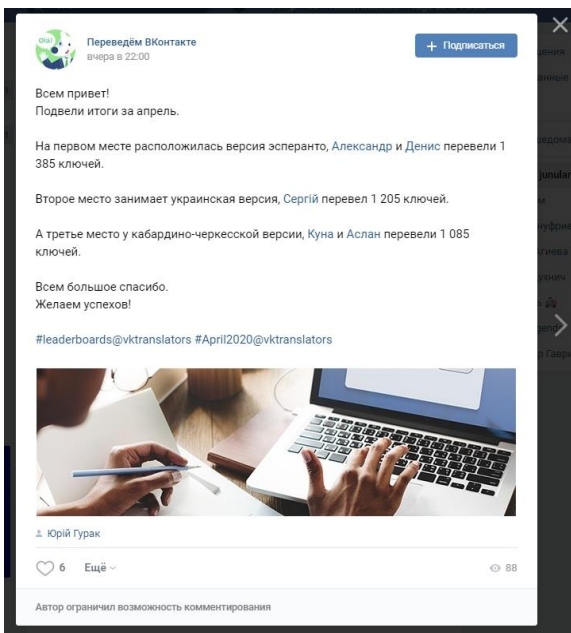 Olá!
Переведём ВКонтакте
вчера в 22:00
+ Подписаться
Всем привет!
Подвели итоги за апрель.
На первом месте расположилась версия эсперанто, Александр и Денис перевели 1
385 ключей.
Второе место занимает украинская версия, Сергій перевел 1 205 ключей.
А третье место у кабардино-черкесской версии, Куна и Аслан перевели 1 085
ключей.
Всем большое спасибо.
Желаем успехов!
#leaderboards@vktranslators #April2020@vktranslators
Юрій Гурак
6 Ещё
88
Автор ограничил возможность комментирования